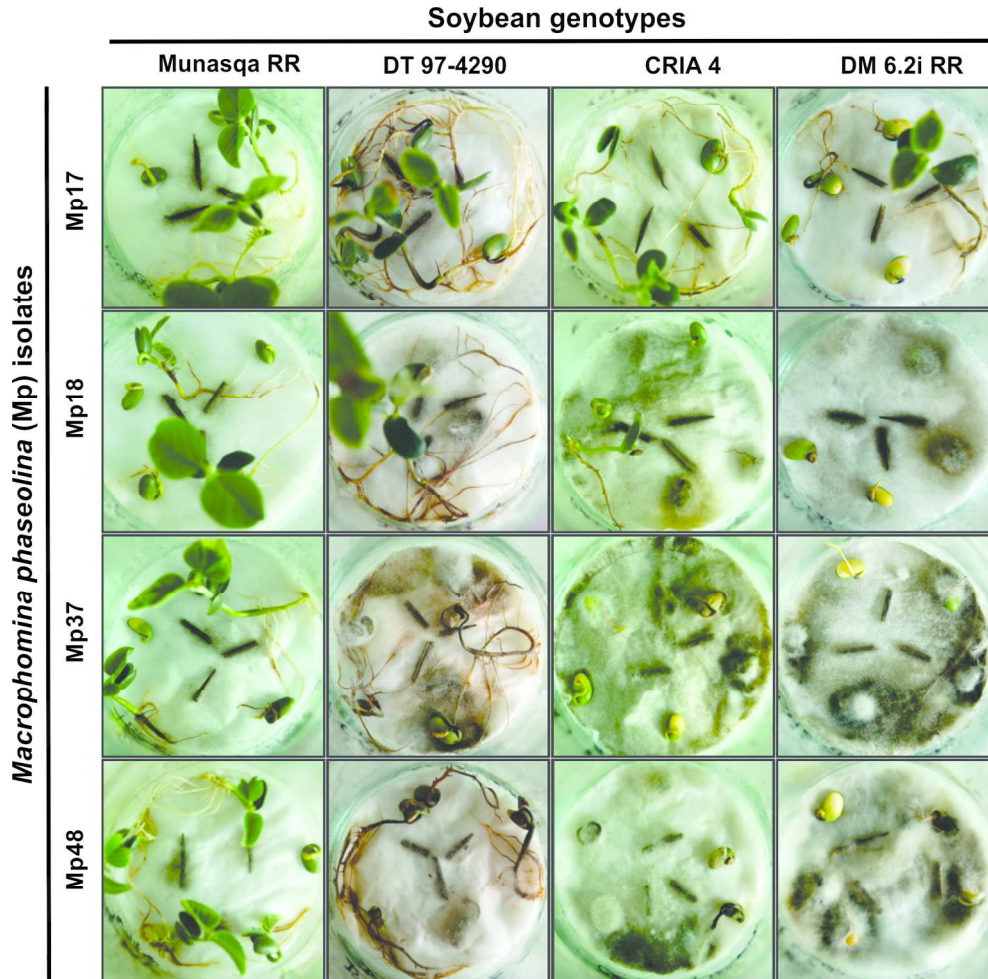 Soybean genotypes
Munasqa RR DT 97-4290 CRIA 4 DM 6.2i RR
Macrophomina phaseolina (Mp) isolates
Mp17
Mp18
Mp37
Mp48